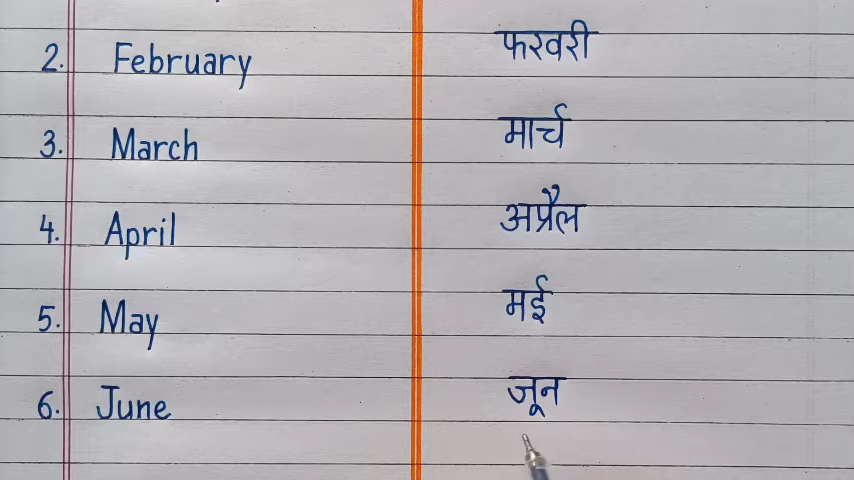 2. February फरवरी
3. March मार्च
4. April अप्रैल
5. May मई
6. June जून